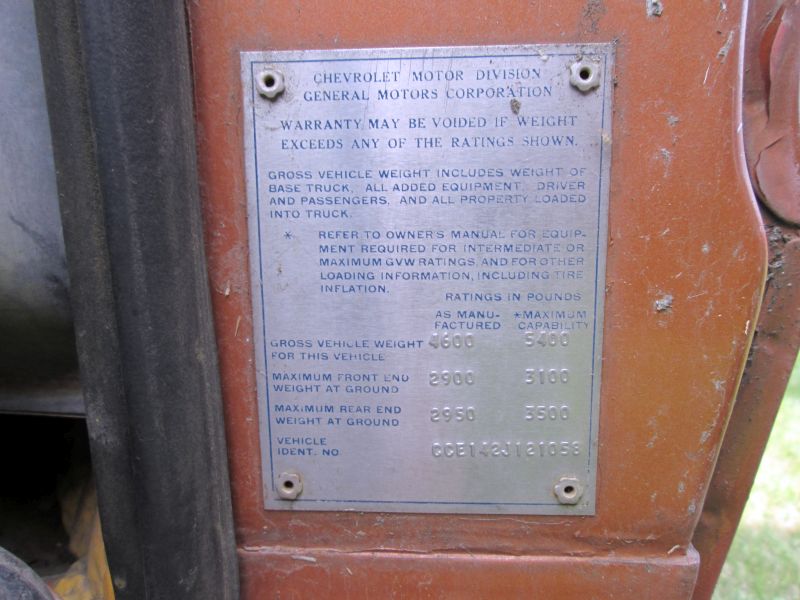 CHEVROLET MOTOR DIVISION
GENERAL MOTORS CORPORATION
WARRANTY MAY BE VOIDED IF WEIGHT
EXCEEDS ANY OF THE RATINGS SHOWN.
GROSS VEHICLE WEIGHT INCLUDES WEIGHT OF
BASE TRUCK, ALL ADDED EQUIPMENT, DRIVER
AND PASSENGERS, AND ALL PROPERTY LOADED
INTO TRUCK.
* REFER TO OWNER'S MANUAL FOR EQUIP-
MENT REQUIRED FOR INTERMEDIATE OR
MAXIMUM GVW RATINGS, AND FOR OTHER
LOADING INFORMATION, INCLUDING TIRE
INFLATION.
RATINGS IN POUNDS
AS MANU- *MAXIMUM
FACTURED CAPABILITY
GROSS VEHICLE WEIGHT 4600 5400
FOR THIS VEHICLE
MAXIMUM FRONT END 2900 3100
WEIGHT AT GROUND
MAXIMUM REAR END 2950 3500
WEIGHT AT GROUND
VEHICLE
IDENT. NO. CCE142J121058